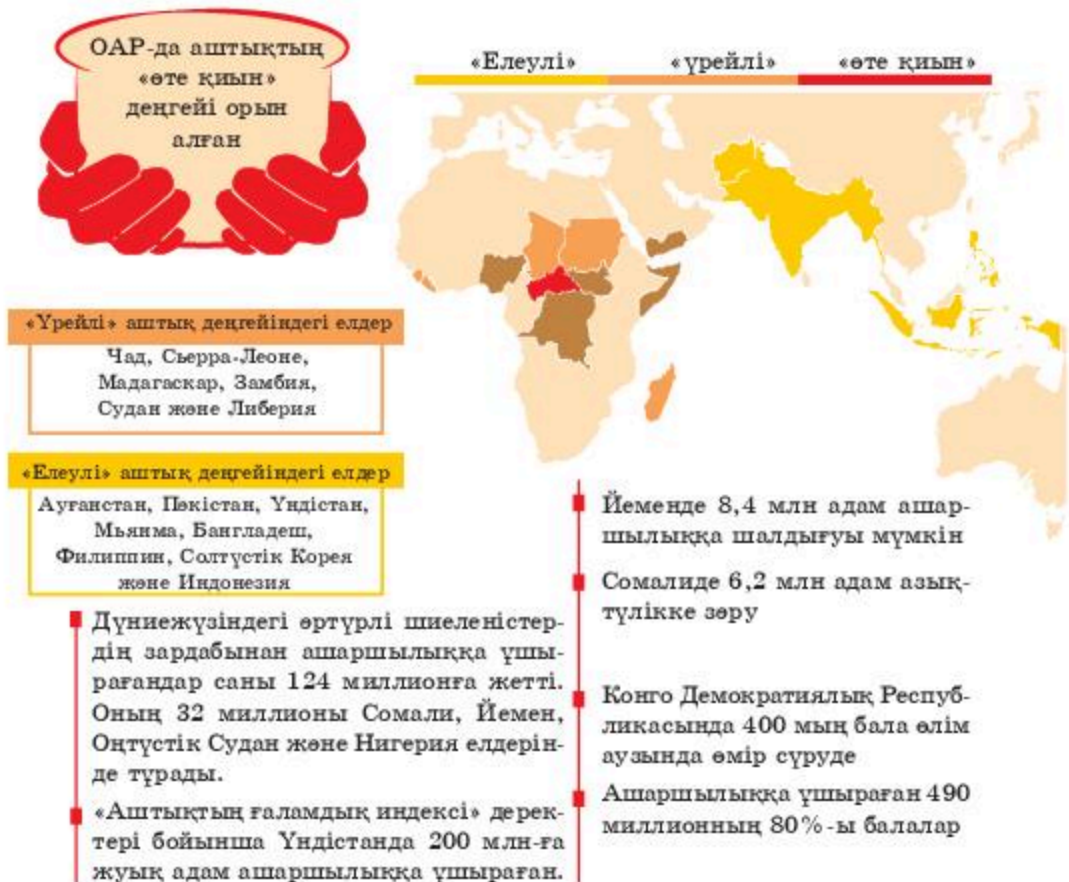 ОАР-да аштықтың
«өте қиын»
деңгейі орын
алған
«Елеулі» «үрейлі» «өте қиын»
«Үрейлі» аштық деңгейіндегі елдер
Чад, Сьерра-Леоне,
Мадагаскар, Замбия,
Судан және Либерия
«Елеулі» аштық деңгейіндегі елдер
Ауғанстан, Пәкістан, Үндістан,
Мьянма, Бангладеш,
Филиппин, Солтүстік Корея
және Индонезия
Дүниежүзіндегі әртүрлі шиеленістер-
дің зардабынан ашаршылыққа ұшы-
рағандар саны 124 миллионға жетті.
Оның 32 миллионы Сомали, Йемен,
Оңтүстік Судан және Нигерия елдерін-
де тұрады.
«Аштықтың ғаламдық индексі» дерек-
тері бойынша Үндістанда 200 млн-ға
жуық адам ашаршылыққа ұшыраған.
Йеменде 8,4 млн адам ашар-
шылыққа шалдығуы мүмкін
Сомалиде 6,2 млн адам азық-
түлікке зәру
Конго Демократиялық Респуб-
ликасында 400 мың бала өлім
аузында өмір сүруде
Ашаршылыққа ұшыраған 490
миллионның 80%-ы балалар